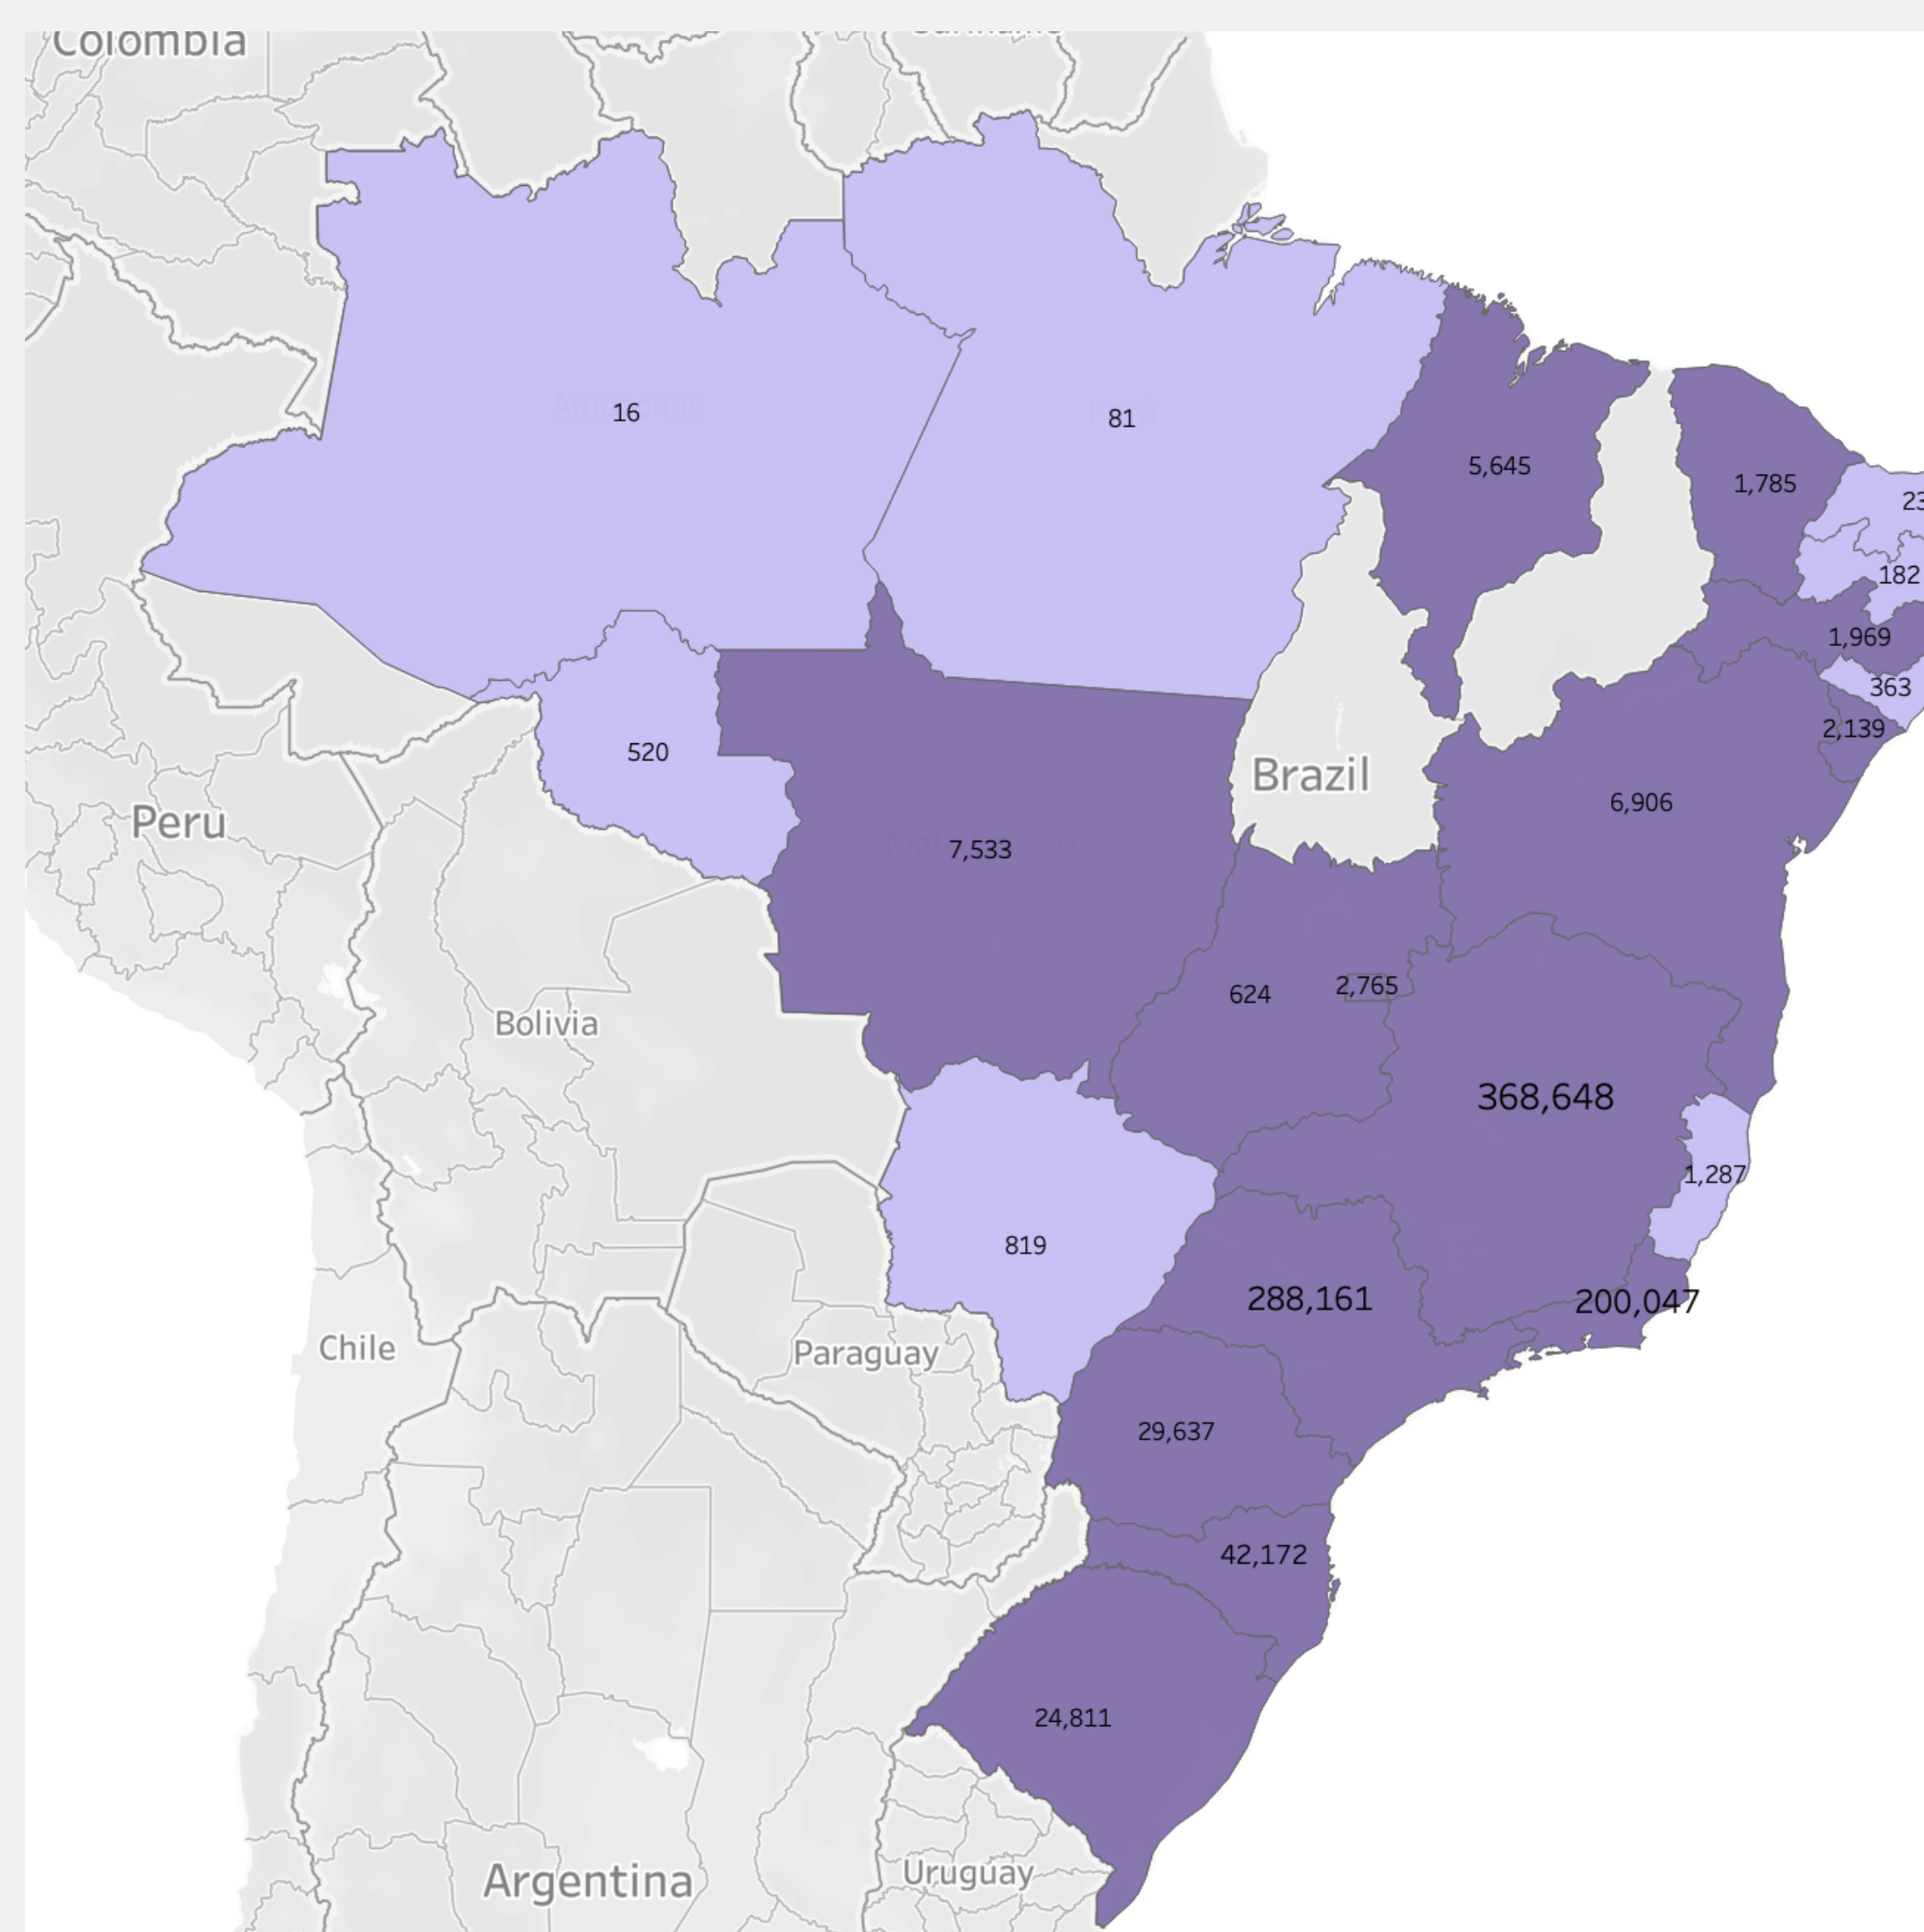 Colombia
16
81
5,645
1,785
182
1,969
363
2,139
520
Brazil
6,906
Peru
7,533
624
2,765
Bolivia
368,648
1,287
819
288,161
200,047
Chile
Paraguay
29,637
42,172
24,811
Uruguay
Argentina